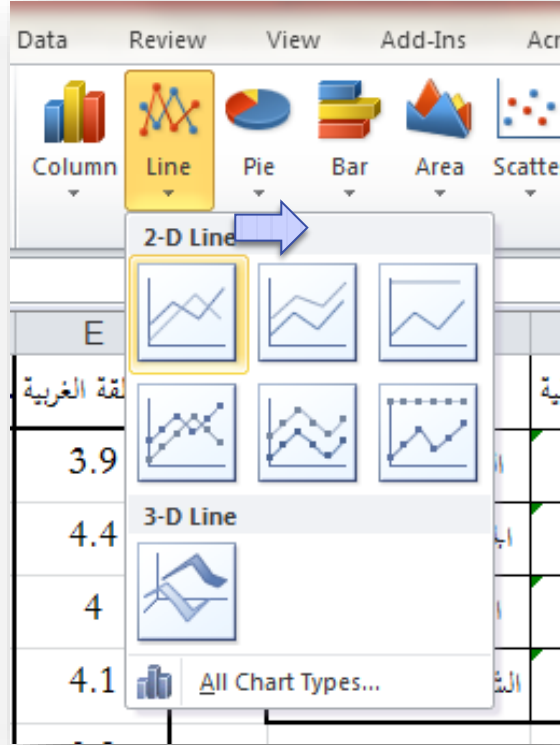 Data Review View Add-Ins
Column Line Pie Bar Area
2-D Line
E
الغربية
3.9
4.4
3-D Line
4
4.1
All Chart Types...